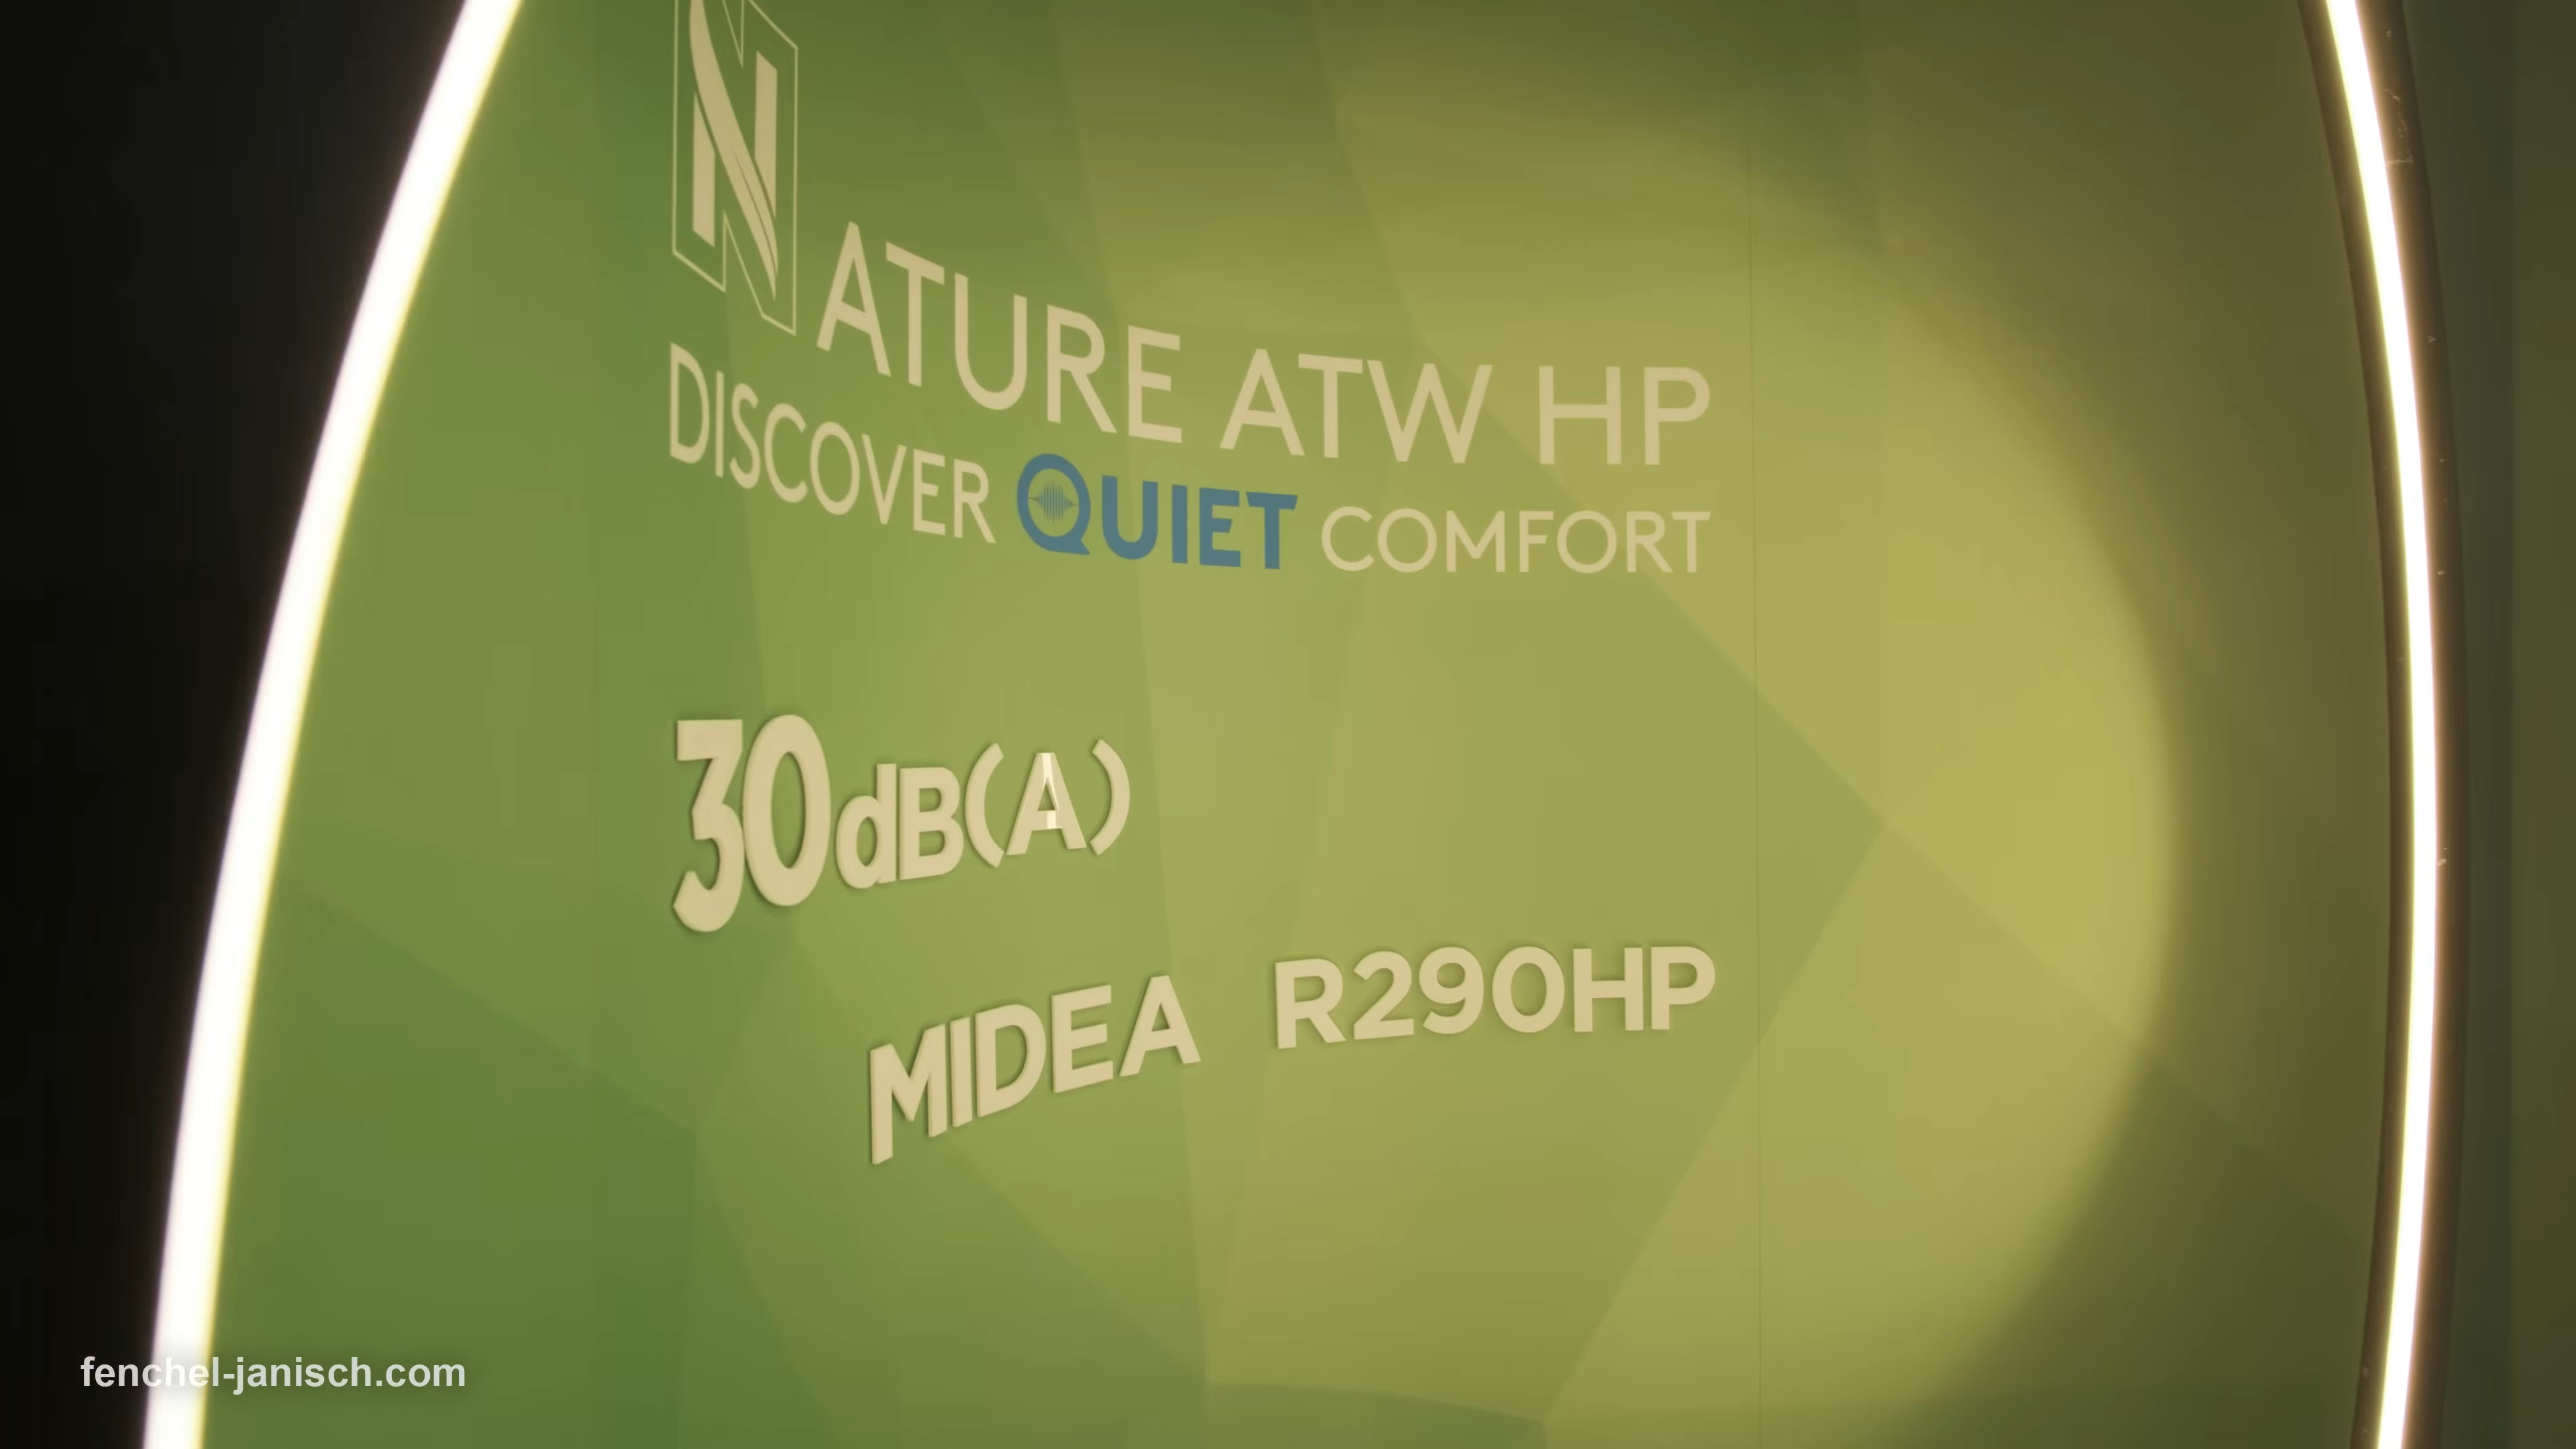 NATURE ATW HP
DISCOVER QUIET COMFORT
30dB(A)
MIDEA R290HP
fenchel-janisch.com